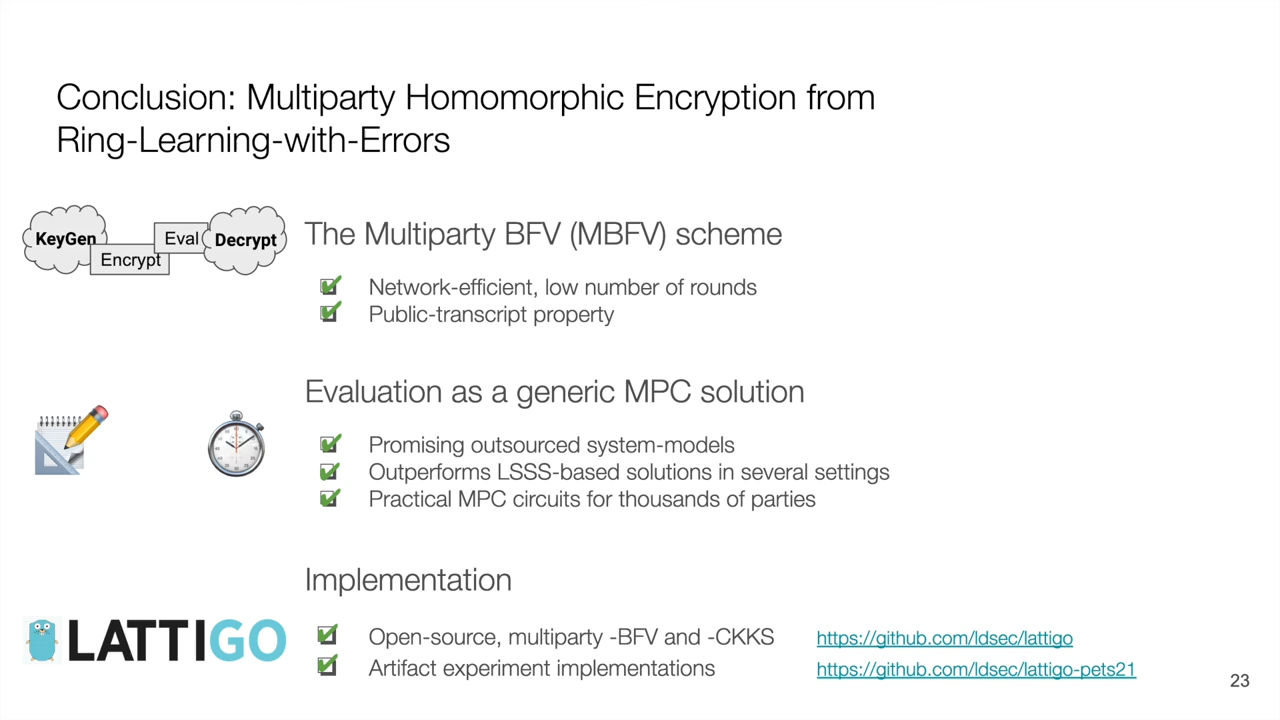 Conclusion: Multiparty Homomorphic Encryption from
Ring-Learning-with-Errors
KeyGen
Encrypt
Eval
Decrypt
The Multiparty BFV (MBFV) scheme
Network-efficient, low number of rounds
Public-transcript property
Evaluation as a generic MPC solution
Promising outsourced system-models
Outperforms LSSS-based solutions in several settings
Practical MPC circuits for thousands of parties
Implementation
LATTIGO
Open-source, multiparty -BFV and -CKKS https://github.com/ldsec/lattigo
Artifact experiment implementations https://github.com/ldsec/lattigo-pets21
23